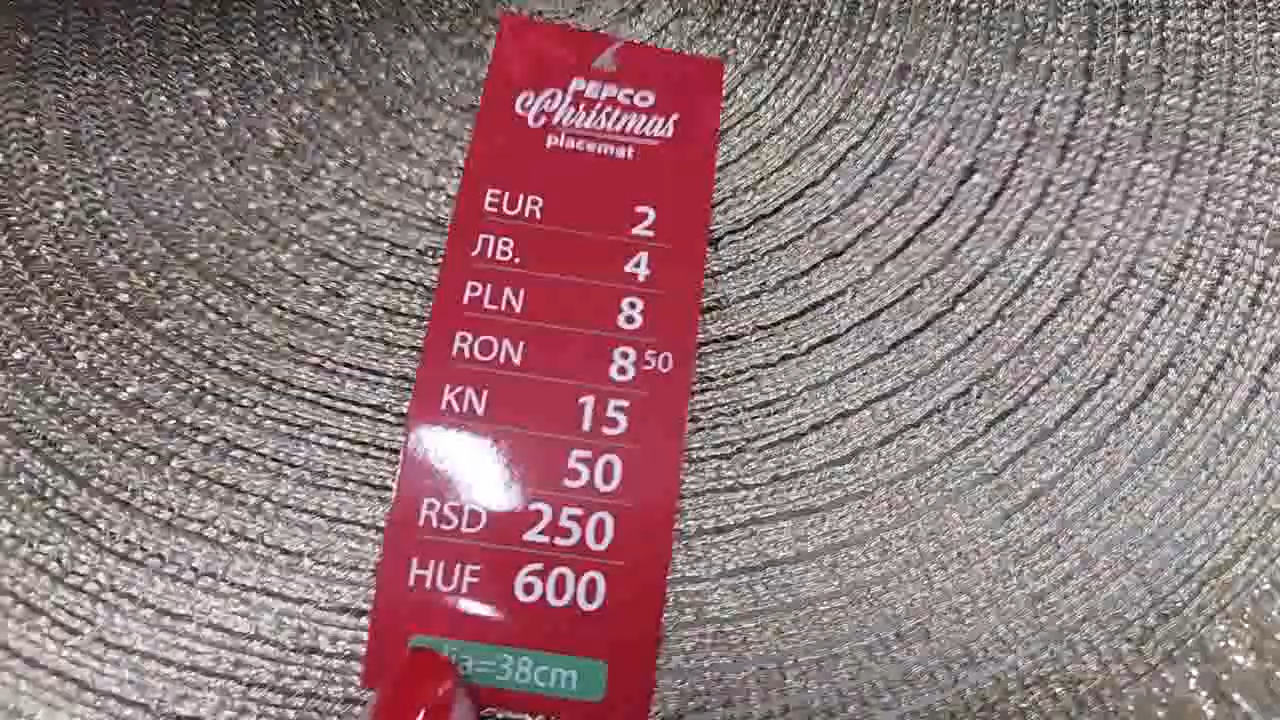 PEPCO
Christmas
placemat
EUR 2
ЛВ. 4
PLN 8
RON 8 50
KN 15
50
RSD 250
HUF 600
=38cm